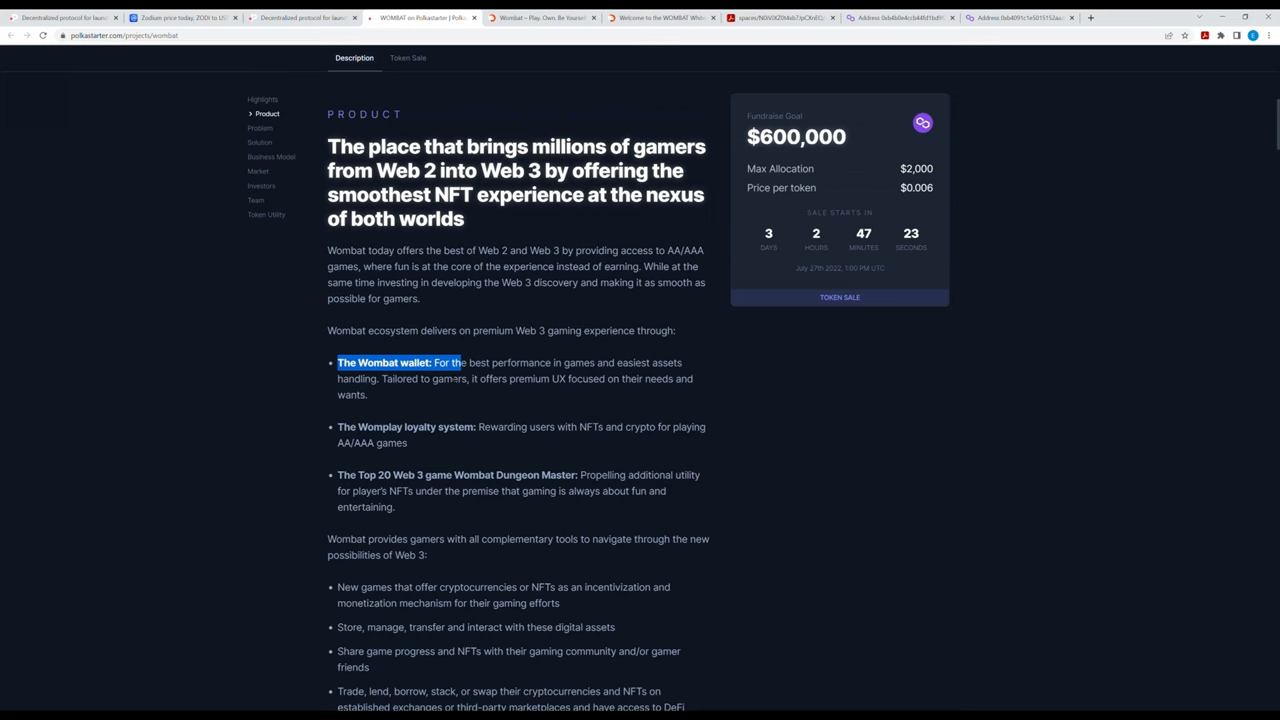 Decentralized protocol for laun
Zodium price today, ZODI to US
Decentralized protocol for laun
WOMBAT on Polkastarter | Polka
Wombat – Play. Own. Be Yourse
Welcome to the WOMBAT White
Address
Address
polkastarter.com/projects/wombat
Description
Token Sale
Highlights
Product
Problem
Solution
Business Model
Market
Investors
Team
Token Utility
PRODUCT
The place that brings millions of gamers
from Web 2 into Web 3 by offering the
smoothest NFT experience at the nexus
of both worlds
Wombat today offers the best of Web 2 and Web 3 by providing access to AA/AAA
games, where fun is at the core of the experience instead of earning. While at the
same time investing in developing the Web 3 discovery and making it as smooth as
possible for gamers.
Wombat ecosystem delivers on premium Web 3 gaming experience through:
• The Wombat wallet: For the best performance in games and easiest assets
handling. Tailored to gamers, it offers premium UX focused on their needs and
wants.
• The Womplay loyalty system: Rewarding users with NFTs and crypto for playing
AA/AAA games
• The Top 20 Web 3 game Wombat Dungeon Master: Propelling additional utility
for player's NFTs under the premise that gaming is always about fun and
entertaining.
Wombat provides gamers with all complementary tools to navigate through the new
possibilities of Web 3:
• New games that offer cryptocurrencies or NFTs as an incentivization and
monetization mechanism for their gaming efforts
• Store, manage, transfer and interact with these digital assets
• Share game progress and NFTs with their gaming community and/or gamer
friends
• Trade, lend, borrow, stack, or swap their cryptocurrencies and NFTs on
established exchanges or third-party marketplaces and have access to DeFi
Fundraise Goal
$600,000
Max Allocation $2,000
Price per token $0.006
SALE STARTS IN
3 2 47 23
DAYS HOURS MINUTES SECONDS
July 27th 2022, 1:00 PM UTC
TOKEN SALE